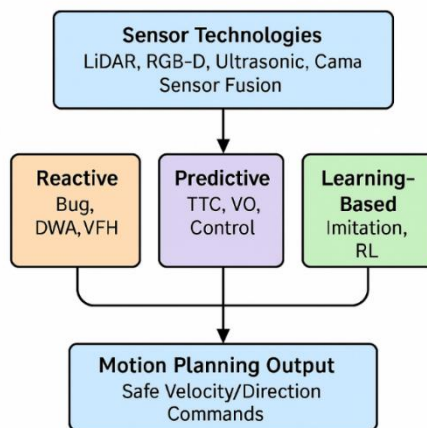 Sensor Technologies
LiDAR, RGB-D, Ultrasonic, Cama
Sensor Fusion
Reactive
Bug,
DWA, VFH
Predictive
TTC, VO,
Control
Learning-
Based
Imitation,
RL
Motion Planning Output
Safe Velocity/Direction
Commands